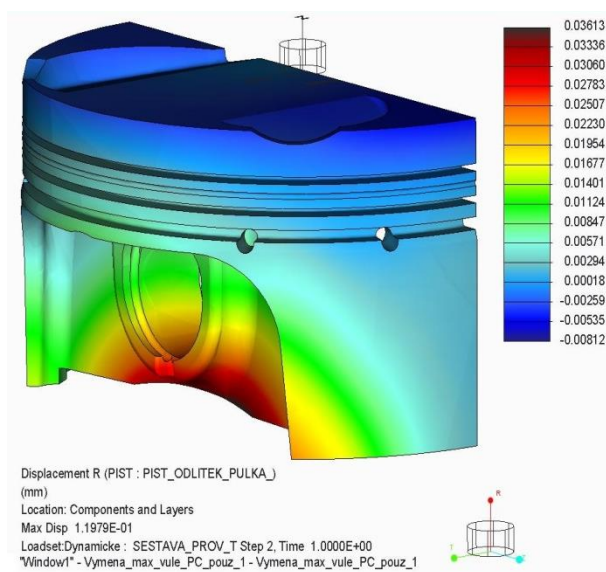 0.03613
0.03336
0.03060
0.02783
0.02507
0.02230
0.01954
0.01677
0.01401
0.01124
0.00847
0.00571
0.00294
0.00018
-0.00259
-0.00535
-0.00812
Displacement R (PIST : PIST_ODLITEK_PULKA_)
(mm)
Location: Components and Layers
Max Disp 1.1979E-01
Loadset:Dynamicke : SESTAVA_PROV_T Step 2, Time 1.0000E+00
"Window1" - Vymena_max_vule_PC_pouz_1 - Vymena_max_vule_PC_pouz_1
R
T